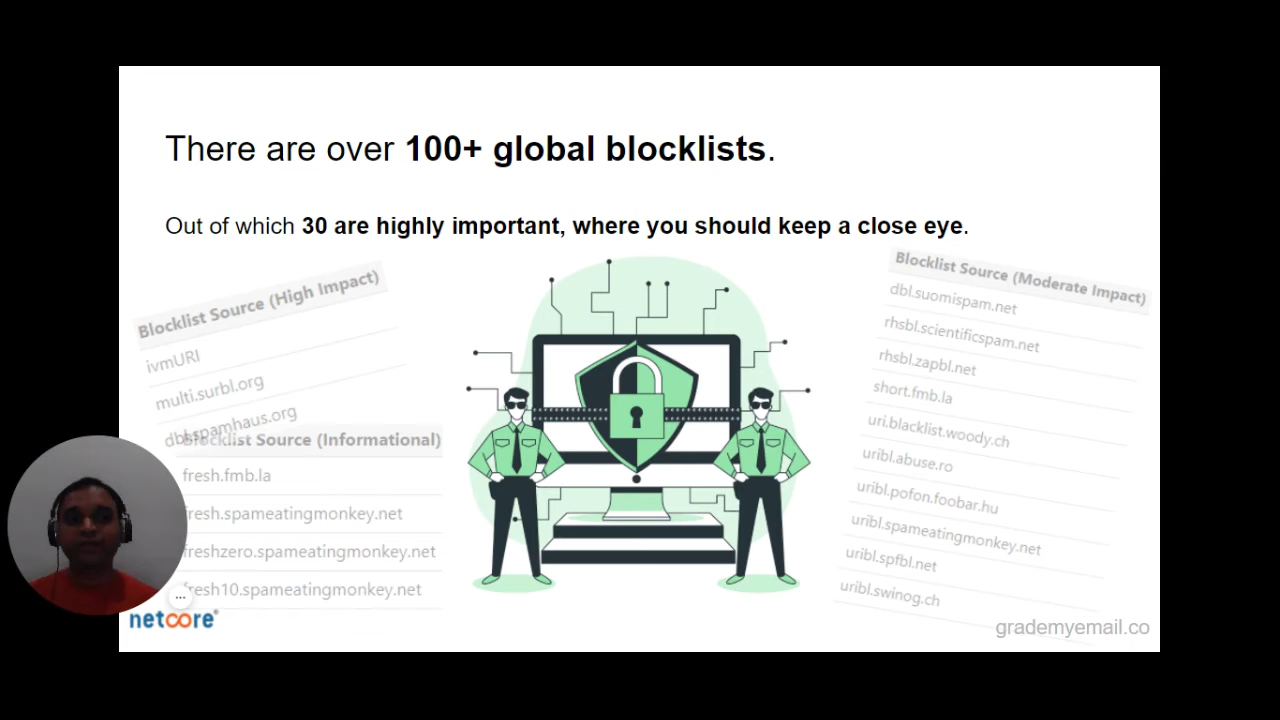 There are over 100+ global blocklists.
Out of which 30 are highly important, where you should keep a close eye.
Blocklist Source (High Impact)
ivmURI
multi.surbl.org
dbl.spamhaus.org
Blocklist Source (Informational)
fresh.fmb.la
fresh.spameatingmonkey.net
freshzero.spameatingmonkey.net
fresh10.spameatingmonkey.net
Blocklist Source (Moderate Impact)
dbl.suomispam.net
rhsbl.scientificspam.net
rhsbl.zapbl.net
short.fmb.la
uri.blacklist.woody.ch
uribl.abuse.ro
uribl.pofon.foobar.hu
uribl.spameatingmonkey.net
uribl.spfbl.net
uribl.swinog.ch
netcore®
grademyemail.co